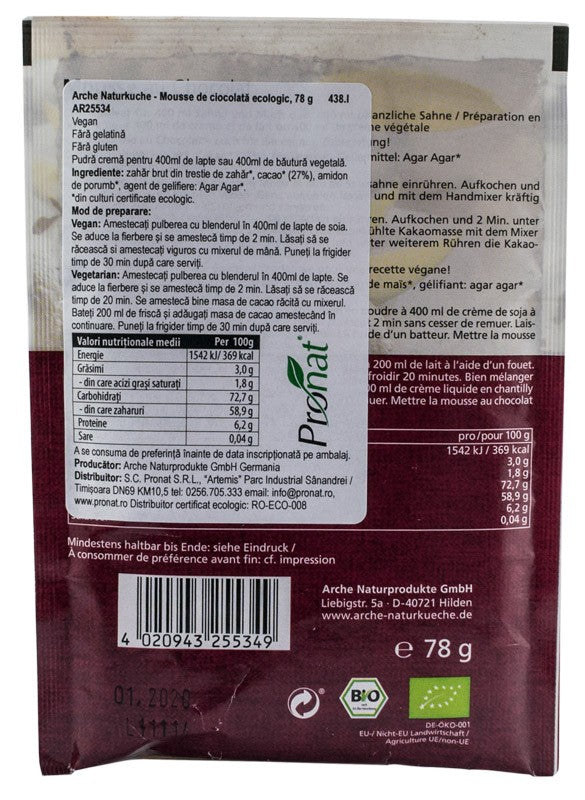 Arche Naturkuche - Mousse de ciocolată ecologic, 78 g 438.I
AR25534
Vegan
Fără gelatină
Fără gluten
Pudră cremă pentru 400ml de lapte sau 400ml de băutură vegetală.
Ingrediente: zahăr brut din trestie de zahăr*, cacao* (27%), amidon
de porumb*, agent de gelifiere: Agar Agar*.
*din culturi certificate ecologic.
Mod de preparare:
Vegan: Amestecați pulberea cu blenderul în 400ml de lapte de soia.
Se aduce la fierbere și se amestecă timp de 2 min. Lăsați să se
răcească si amestecați viguros cu mixerul de mână. Puneți la frigider
timp de 30 min după care serviți.
Vegetarian: Amestecați pulberea cu blenderul în 400ml de lapte. Se
aduce la fierbere și se amestecă timp de 2 min. Lăsați să se răcească
timp de 20 min. Se amestecă bine masa de cacao răcită cu mixerul.
Bateți 200 ml de friscă și adăugați masa de cacao amestecând în
continuare. Puneți la frigider timp de 30 min după care serviți.
Valori nutriționale medii Per 100g
Energie 1542 kJ/ 369 kcal
Grăsimi 3,0 g
- din care acizi grași saturați 1,8 g
Carbohidrați 72,7 g
- din care zaharuri 58,9 g
Proteine 6,2 g
Sare 0,04 g
Pronat
A se consuma de preferință înainte de data inscripționată pe ambalaj.
Producător: Arche Naturprodukte GmbH Germania
Distribuitor: S.C. Pronat S.R.L., "Artemis" Parc Industrial Sânandrei /
Timișoara DN69 KM10,5 tel: 0256.705.333 email: info@pronat.ro,
www.pronat.ro Distribuitor certificat ecologic: RO-ECO-008
anzliche Sahne / Préparation en
ne végétale
ng!
mittel: Agar Agar*
ahne einrühren. Aufkochen und
und mit dem Handmixer kräftig
ren. Aufkochen und 2 Min. unter
ühlte Kakaomasse mit dem Mixer
ter weiterem Rühren die Kakao-
recette végane!
de maïs*, gélifiant: agar agar*
oudre à 400 ml de crème de soja à
t 2 min sans cesser de remuer. Lais-
de d'un batteur. Mettre la mousse
à 200 ml de lait à l'aide d'un fouet.
froidir 20 minutes. Bien mélanger
00 ml de crème liquide en chantilly
uer. Mettre la mousse au chocolat
pro/pour 100 g
1542 kJ / 369 kcal
3,0 g
1,8 g
72,7 g
58,9 g
6,2 g
0,04 g
Mindestens haltbar bis Ende: siehe Eindruck /
À consommer de préférence avant fin: cf. impression
Arche Naturprodukte GmbH
Liebigstr. 5a · D-40721 Hilden
www.arche-naturkueche.de
4 020943 255349
℮ 78 g
01. 2020
L1111/
BIO
DE-ÖKO-001
EU-/ Nicht-EU Landwirtschaft /
Agriculture UE/non-UE